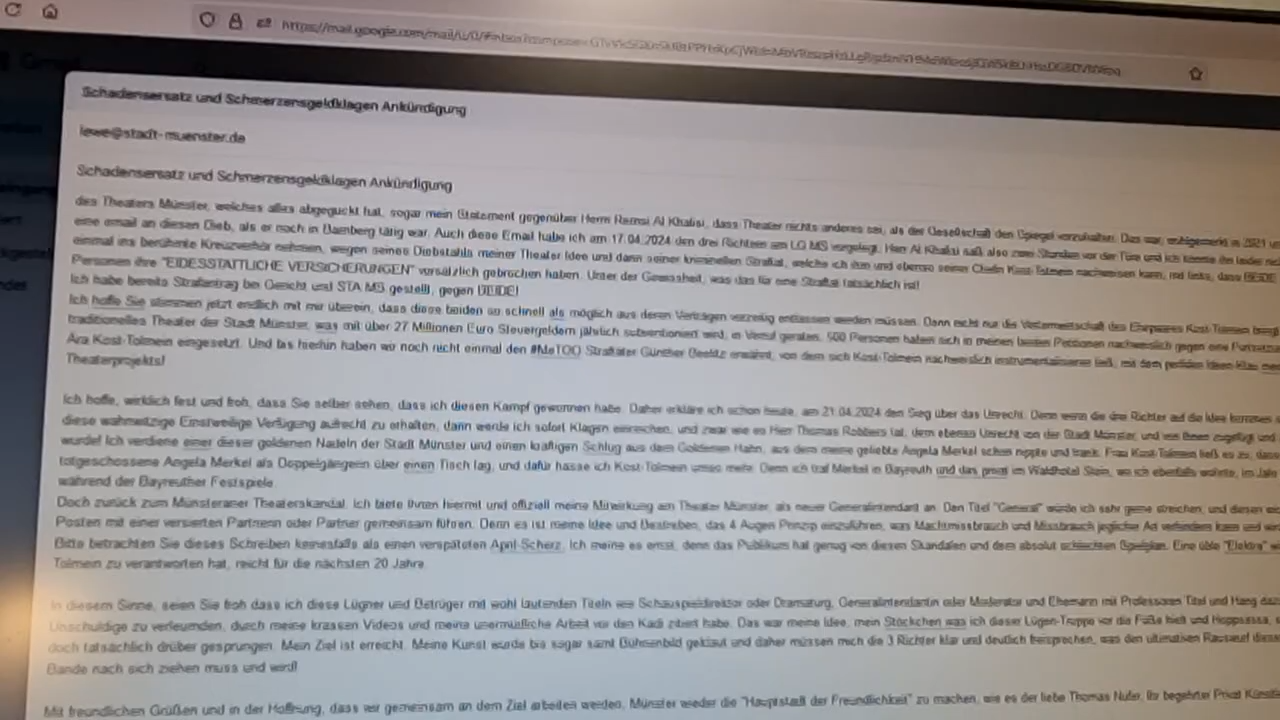 Schadensersatz und Schmerzensgeldklagen Ankündigung
lewe@stadt-muenster.de
Schadensersatz und Schmerzensgeldklagen Ankündigung
des Theaters Münster, welches alles abgeguckt hat, sogar mein Statement gegenüber Herrn Remsi Al Khalisi, dass Theater nichts anderes sei, als der Gesellschaft den Spiegel vorzuhalten. Das war
eine email an diesen Dieb, als er noch in Bamberg tätig war. Auch diese Email habe ich am 17.04.2024 den drei Richtern am LG MS vorgelegt. Herr Al Khalisi saß also zwei Stunden vor der Türe und ich konnte ihn leider
einmal ins berühmte Kreuzverhör nehmen, wegen seines Diebstahls meiner Theater Idee und dann seiner kriminellen Straftat, welche ich ihm und ebenso seiner Chefin Kost-Tolmein nachweisen kann,
Personen ihre "EIDESSTATTLICHE VERSICHERUNGEN" vorsätzlich gebrochen haben. Unter der Gewissheit, was das für eine Straftat tatsächlich ist!
Ich habe bereits Strafantrag bei Gericht und STA MS gestellt, gegen BEIDE!
Ich hoffe Sie stimmen jetzt endlich mit mir überein, dass diese beiden so schnell als möglich aus deren Verträgen vorzeitig entlassen werden müssen. Denn nicht nur die Vetternwirtschaft des Ehepaares Kost-Tolmein
traditionelles Theater der Stadt Münster, was mit über 27 Millionen Euro Steuergeldern jährlich subventioniert wird, in Verruf geraten. 500 Personen haben sich in meinen beiden Petitionen nachweislich gegen eine
Ära Kost-Tolmein eingesetzt. Und bis hierhin haben wir noch nicht einmal den #MeTOO Straftäter Günther Beelitz erwähnt, von dem sich Kost-Tolmein nachweislich instrumentalisieren ließ, mit dem perfiden Ideen Klau
Theaterprojekts!
Ich hoffe, wirklich fest und froh, dass Sie selber sehen, dass ich diesen Kampf gewonnen habe. Daher erkläre ich schon heute, am 21.04.2024 den Sieg über das Unrecht. Denn wenn die drei Richter auf die Idee kommen
diese wahnwitzige Einstweilige Verfügung aufrecht zu erhalten, dann werde ich sofort Klagen einreichen, und zwar wie es Herr Thomas Robbers tat, dem ebenso Unrecht von der Stadt Münster, und von Ihnen zugefügt
wurde! Ich verdiene einer dieser goldenen Nadeln der Stadt Münster und einen kräftigen Schlug aus dem Goldenen Hahn, aus dem meine geliebte Angela Merkel schon nippte und trank. Frau Kost-Tolmein ließ es zu,
totgeschossene Angela Merkel als Doppelgängerin über einen Tisch lag, und dafür hasse ich Kost-Tolmein umso mehr. Denn ich traf Merkel in Bayreuth und das privat im Waldhotel Stein, wo ich ebenfalls wohnte, im
während der Bayreuther Festspiele.
Doch zurück zum Münsteraner Theaterskandal. Ich biete Ihnen hiermit und offiziell meine Mitwirkung am Theater Münster, als neuer Generalintendant an. Den Titel "General" würde ich sehr gerne streichen, und diesen
Posten mit einer versierten Partnerin oder Partner gemeinsam führen. Denn es ist meine Idee und Bestreben, das 4 Augen Prinzip einzuführen, was Machtmissbrauch und Missbrauch jeglicher Art verhindern kann und
Bitte betrachten Sie dieses Schreiben keinesfalls als einen verspäteten April-Scherz. Ich meine es ernst, denn das Publikum hat genug von diesen Skandalen und dem absolut schlechten Spielplan. Eine üble "Elektra"
Tolmein zu verantworten hat, reicht für die nächsten 20 Jahre.
In diesem Sinne, seien Sie froh dass ich diese Lügner und Betrüger mit wohl lautenden Titeln wie Schauspieldirektor oder Dramaturg, Generalintendantin oder Moderator und Ehemann mit Professoren Titel und Hang
Unschuldige zu verleumden, durch meine krassen Videos und meine unermüdliche Arbeit vor den Kadi zitiert habe. Das war meine Idee, mein Stöckchen was ich dieser Lügen-Truppe vor die Füße hielt und
doch tatsächlich drüber gesprungen. Mein Ziel ist erreicht. Meine Kunst wurde bis sogar samt Bühnenbild geklaut und daher müssen mich die 3 Richter klar und deutlich freisprechen, was den ultimativen Rauswurf
Bande nach sich ziehen muss und wird!
Mit freundlichen Grüßen und in der Hoffnung, dass wir gemeinsam an dem Ziel arbeiten werden, Münster wieder die "Hauptstadt der Freundlichkeit" zu machen, wie es der liebe Thomas Nufer, Ihr begehrter Privat